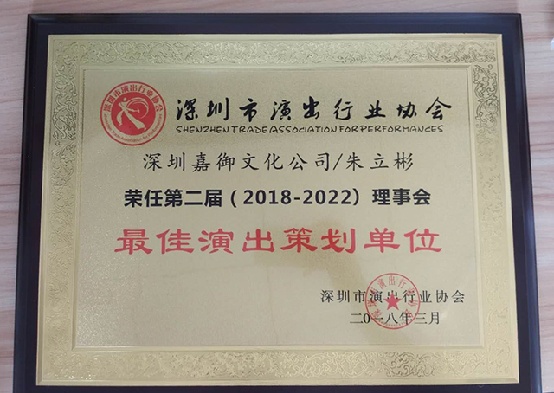 深圳市演出行业协会
SHENZHEN TRADE ASSOCIATION FOR PERFORMANCES
深圳嘉御文化公司/朱立彬
荣任第二届(2018-2022)理事会
最佳演出策划单位
深圳市演出行业协会
二〇一八年三月